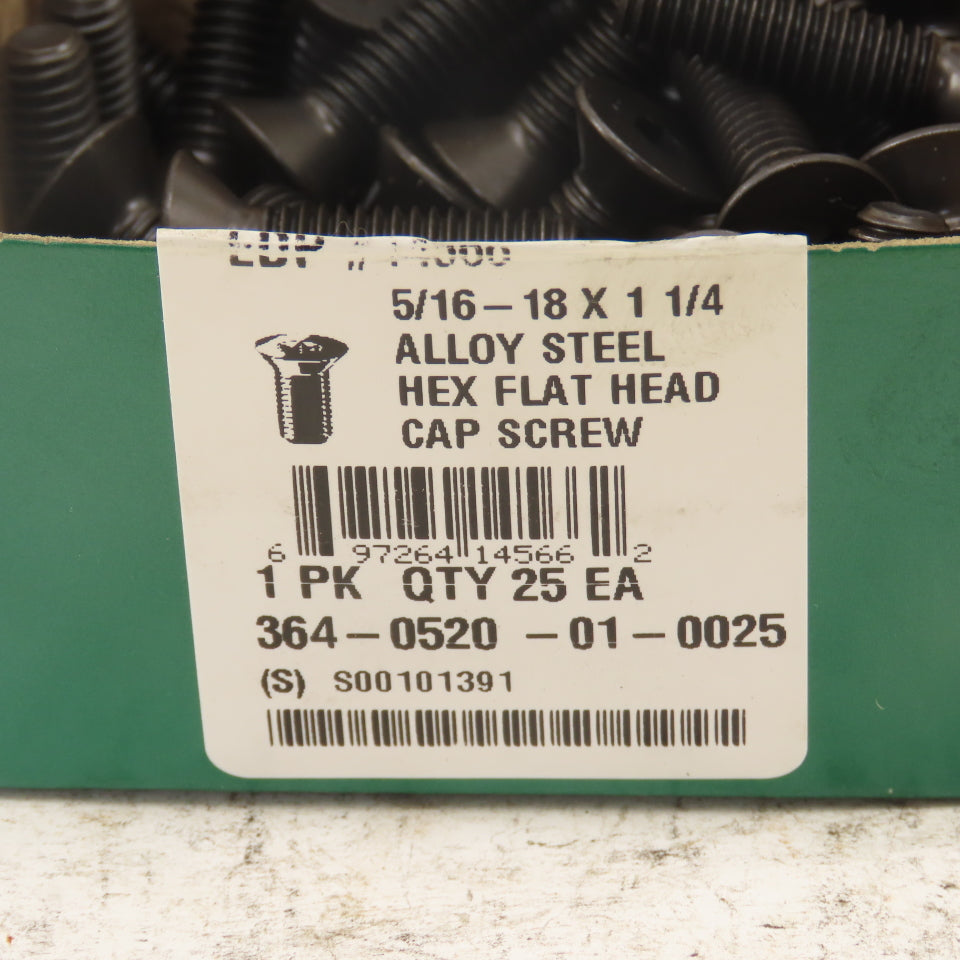 EDP #
5/16-18 X 1 1/4
ALLOY STEEL
HEX FLAT HEAD
CAP SCREW
6 97264 14566 2
1 PK QTY 25 EA
364-0520 -01-0025
(S) S00101391